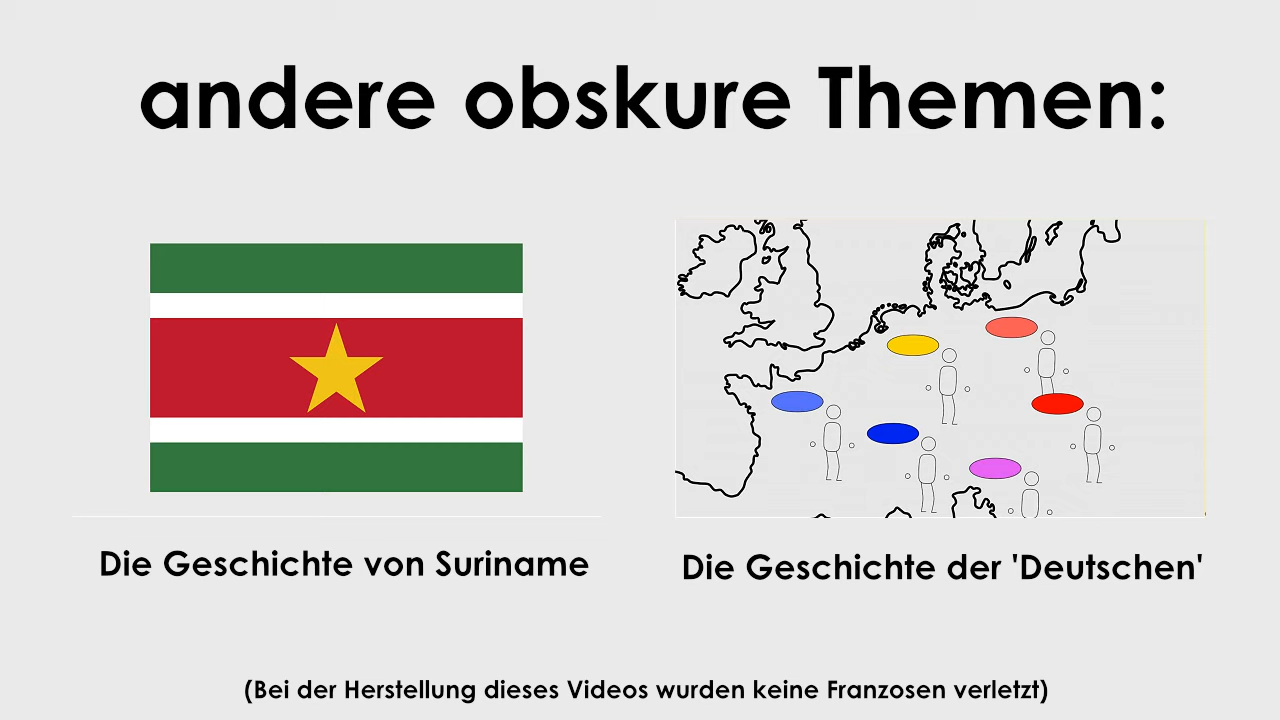 andere obskure Themen:
Die Geschichte von Suriname
Die Geschichte der 'Deutschen'
(Bei der Herstellung dieses Videos wurden keine Franzosen verletzt)